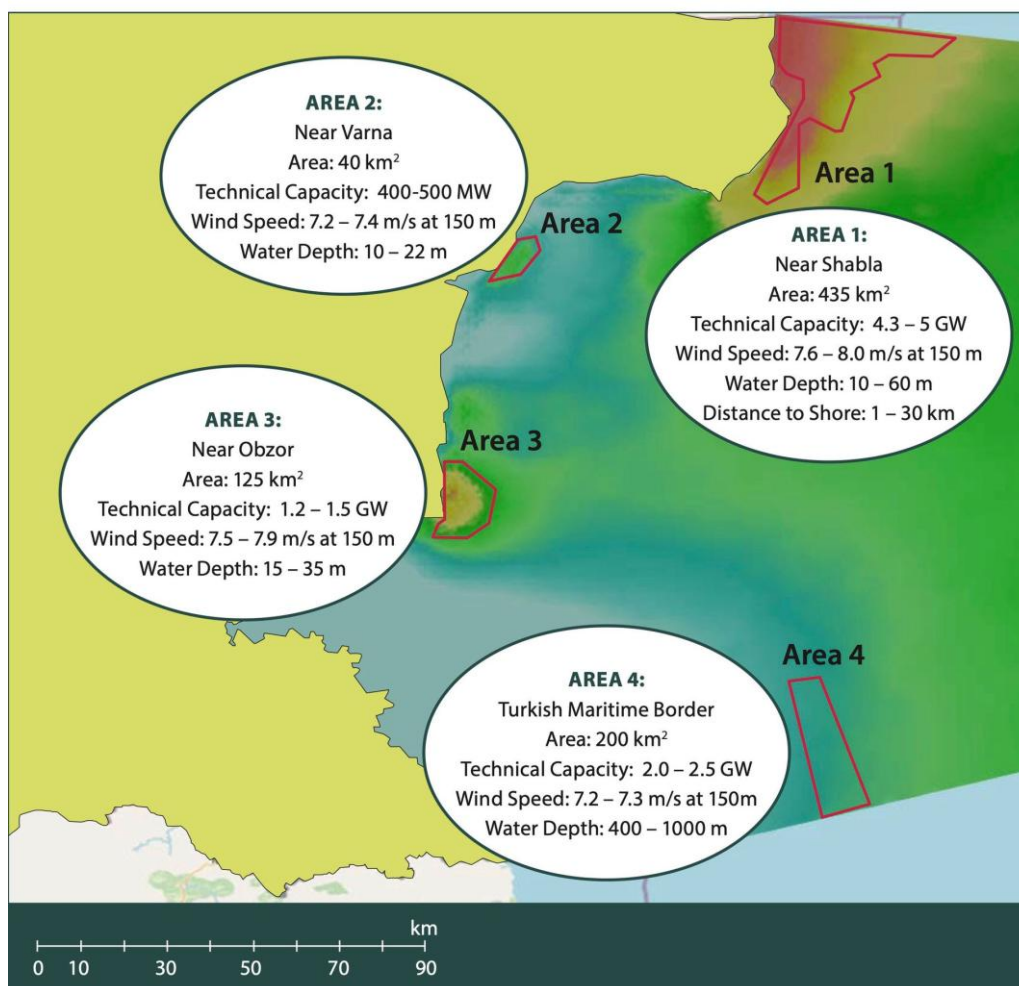 AREA 2:
Near Varna
Area: 40 km²
Technical Capacity: 400-500 MW
Wind Speed: 7.2 – 7.4 m/s at 150 m
Water Depth: 10 – 22 m
Area 1
Area 2
AREA 1:
Near Shabla
Area: 435 km²
Technical Capacity: 4.3 – 5 GW
Wind Speed: 7.6 – 8.0 m/s at 150 m
Water Depth: 10 – 60 m
Distance to Shore: 1 – 30 km
AREA 3:
Near Obzor
Area: 125 km²
Technical Capacity: 1.2 – 1.5 GW
Wind Speed: 7.5 – 7.9 m/s at 150 m
Water Depth: 15 – 35 m
Area 3
Area 4
AREA 4:
Turkish Maritime Border
Area: 200 km²
Technical Capacity: 2.0 – 2.5 GW
Wind Speed: 7.2 – 7.3 m/s at 150m
Water Depth: 400 – 1000 m
km
0 10 30 50 70 90